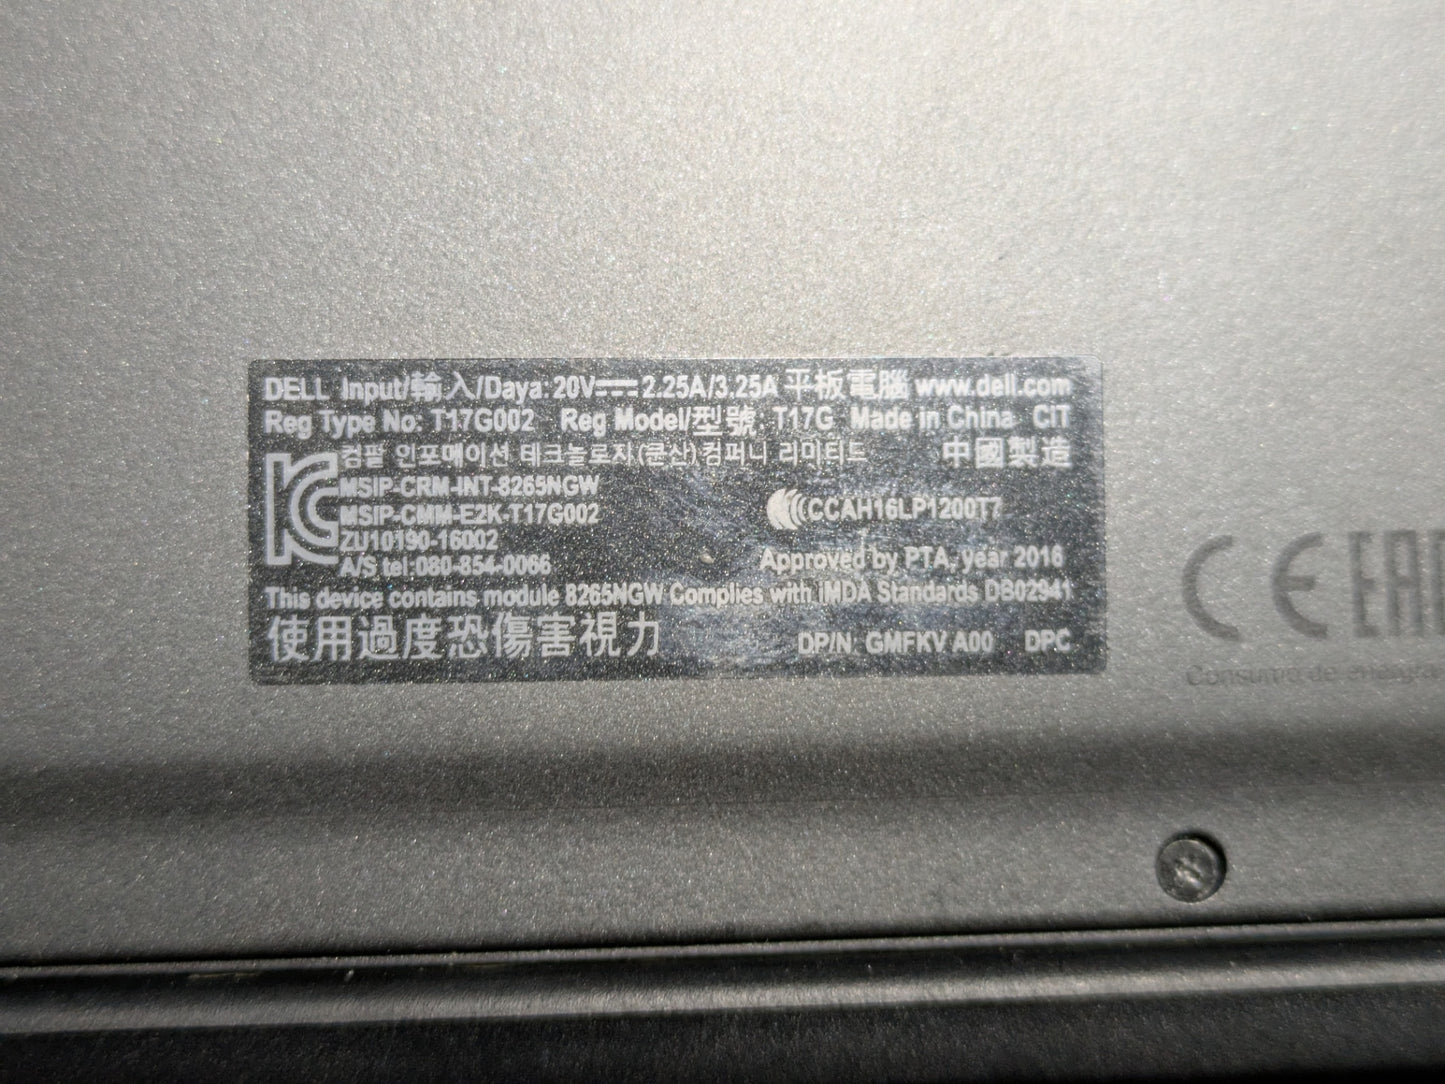 DELL Input/輸入/Daya: 20V⎓2.25A/3.25A 平板電腦 www.dell.com
Reg Type No: T17G002 Reg Model/型號: T17G Made in China CIT
컴팔 인포메이션 테크놀로지(쿤산)컴퍼니 리미티드 中國製造
MSIP-CRM-INT-8265NGW
MSIP-CMM-E2K-T17G002
ZU10190-16002
A/S tel:080-854-0066
CCAH16LP1200T7
Approved by PTA, year 2016
This device contains module 8265NGW Complies with IMDA Standards DB02941
使用過度恐傷害視力 DP/N: GMFKV A00 DPC
CE EAC
Consumo de energía